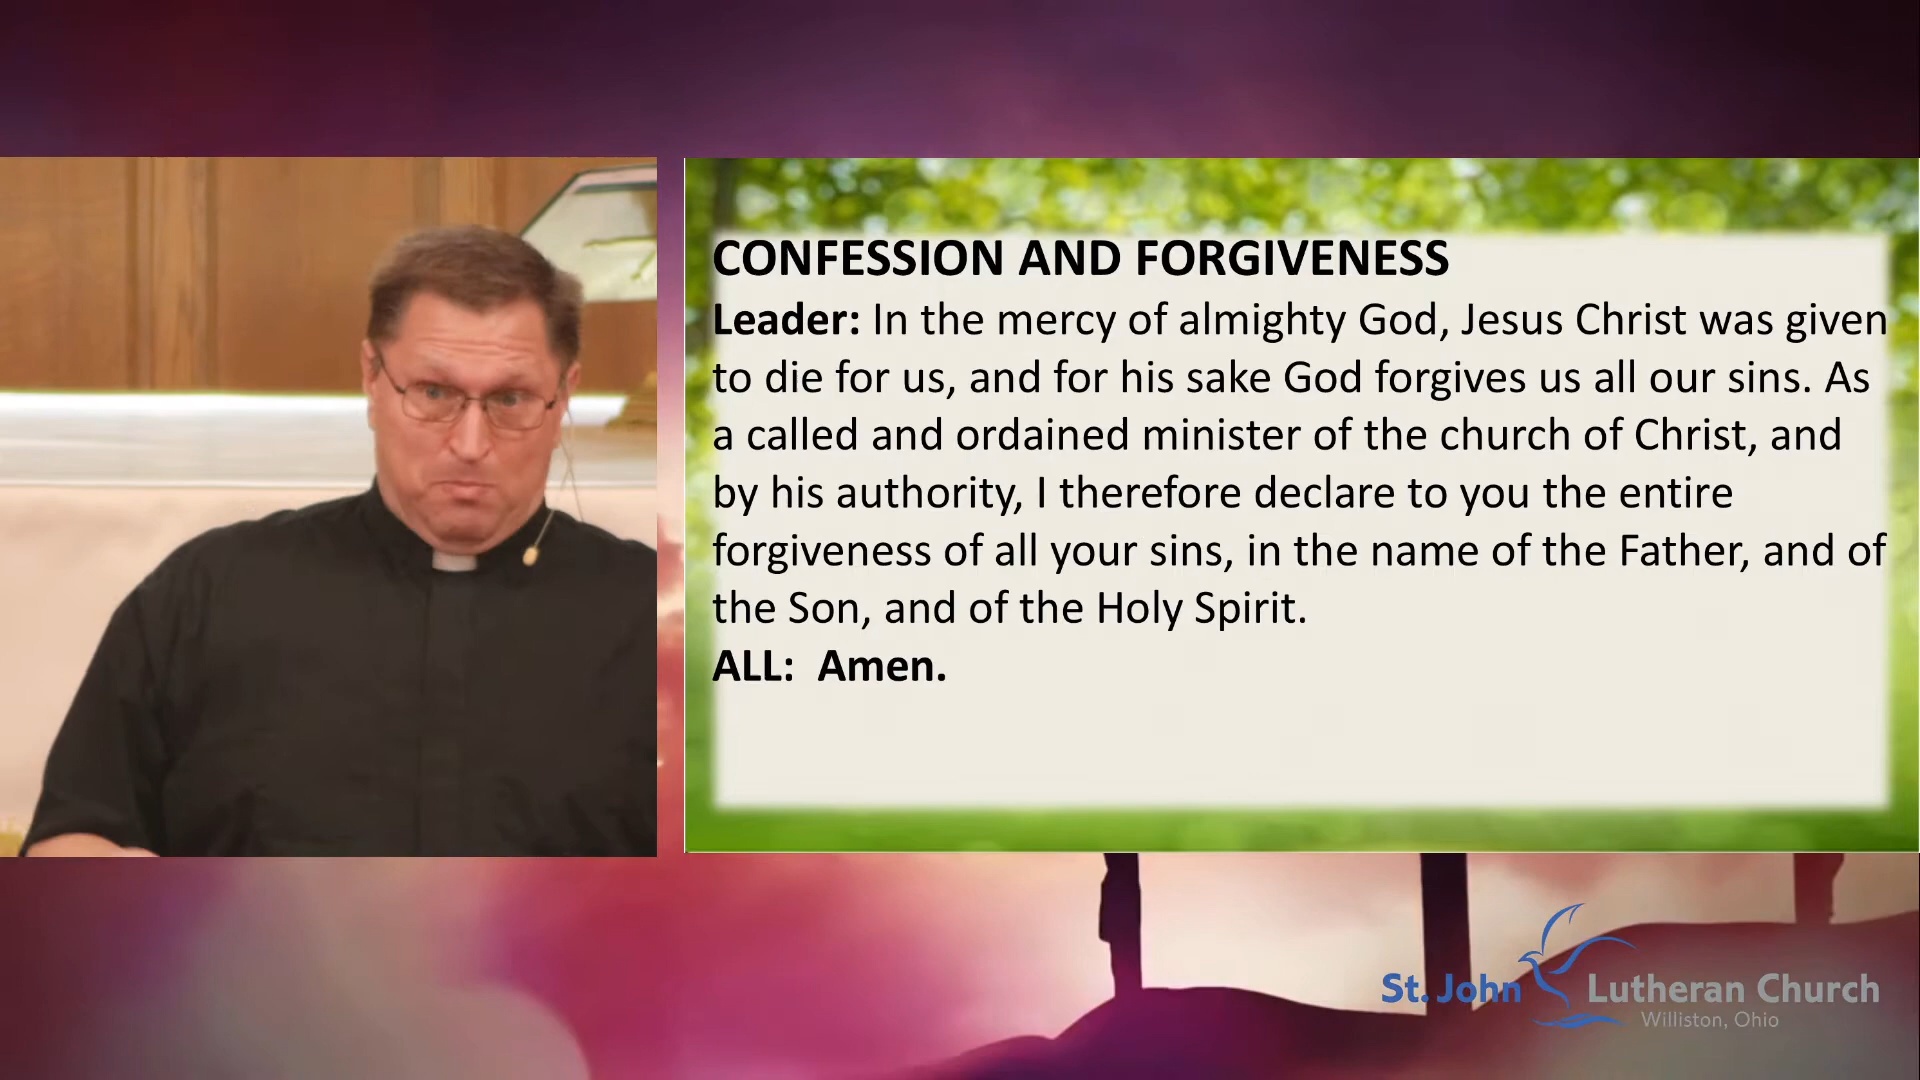 CONFESSION AND FORGIVENESS
Leader: In the mercy of almighty God, Jesus Christ was given
to die for us, and for his sake God forgives us all our sins. As
a called and ordained minister of the church of Christ, and
by his authority, I therefore declare to you the entire
forgiveness of all your sins, in the name of the Father, and of
the Son, and of the Holy Spirit.
ALL:  Amen.
St. John Lutheran Church
Williston, Ohio